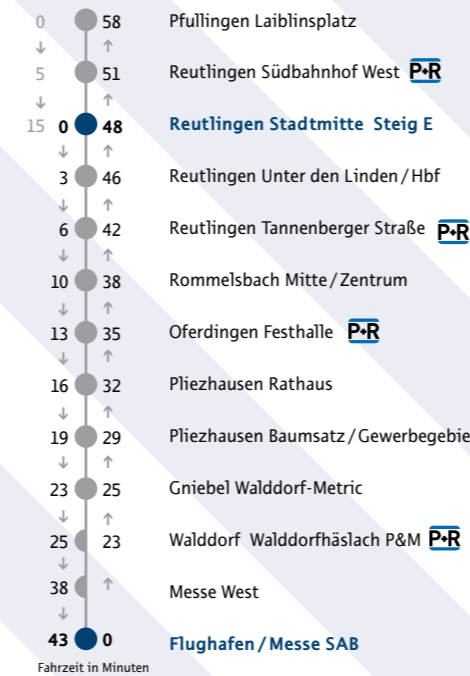 0 58 Pfullingen Laiblinsplatz
↓ ↑
5 51 Reutlingen Südbahnhof West P+R
↓ ↑
15 0 48 Reutlingen Stadtmitte Steig E
↓ ↑
3 46 Reutlingen Unter den Linden / Hbf
↓ ↑
6 42 Reutlingen Tannenberger Straße P+R
↓ ↑
10 38 Rommelsbach Mitte / Zentrum
↓ ↑
13 35 Oferdingen Festhalle P+R
↓ ↑
16 32 Pliezhausen Rathaus
↓ ↑
19 29 Pliezhausen Baumsatz / Gewerbegebie
↓ ↑
23 25 Gniebel Walddorf-Metric
↓ ↑
25 23 Walddorf Walddorfhäslach P&M P+R
↓
38 ↑ Messe West
↓
43 0 Flughafen / Messe SAB
Fahrzeit in Minuten